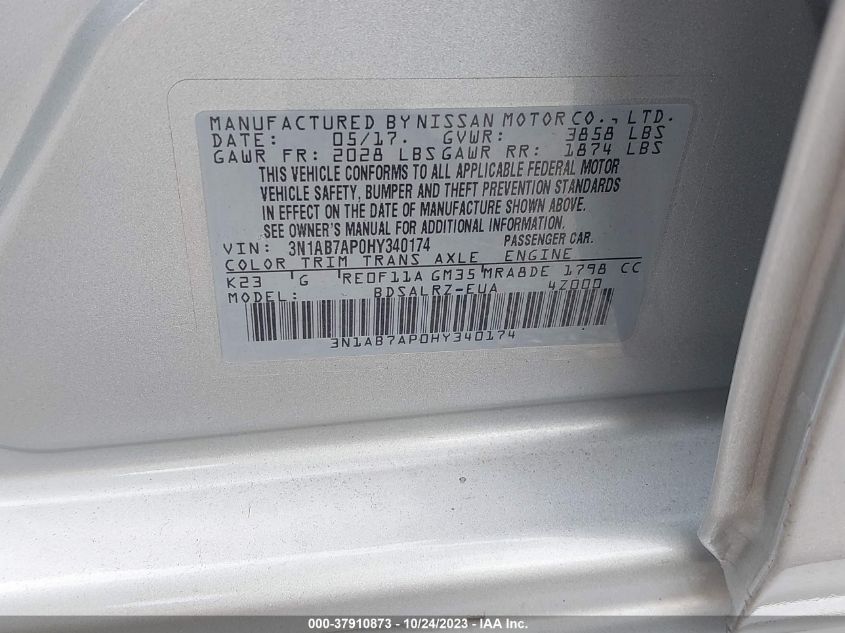 MANUFACTURED BY NISSAN MOTOR CO., LTD.
DATE: 05/17. GVWR: 3858 LBS
GAWR FR: 2028 LBS GAWR RR: 1874 LBS
THIS VEHICLE CONFORMS TO ALL APPLICABLE FEDERAL MOTOR
VEHICLE SAFETY, BUMPER AND THEFT PREVENTION STANDARDS
IN EFFECT ON THE DATE OF MANUFACTURE SHOWN ABOVE.
SEE OWNER'S MANUAL FOR ADDITIONAL INFORMATION.
VIN: 3N1AB7AP0HY340174 PASSENGER CAR.
COLOR TRIM TRANS AXLE ENGINE
K23 G RE0F11A GM35 MRA8DE 1798 CC
MODEL: BDSALRZ-EUA 4Z000
3N1AB7AP0HY340174
000-37910873 - 10/24/2023 - IAA Inc.